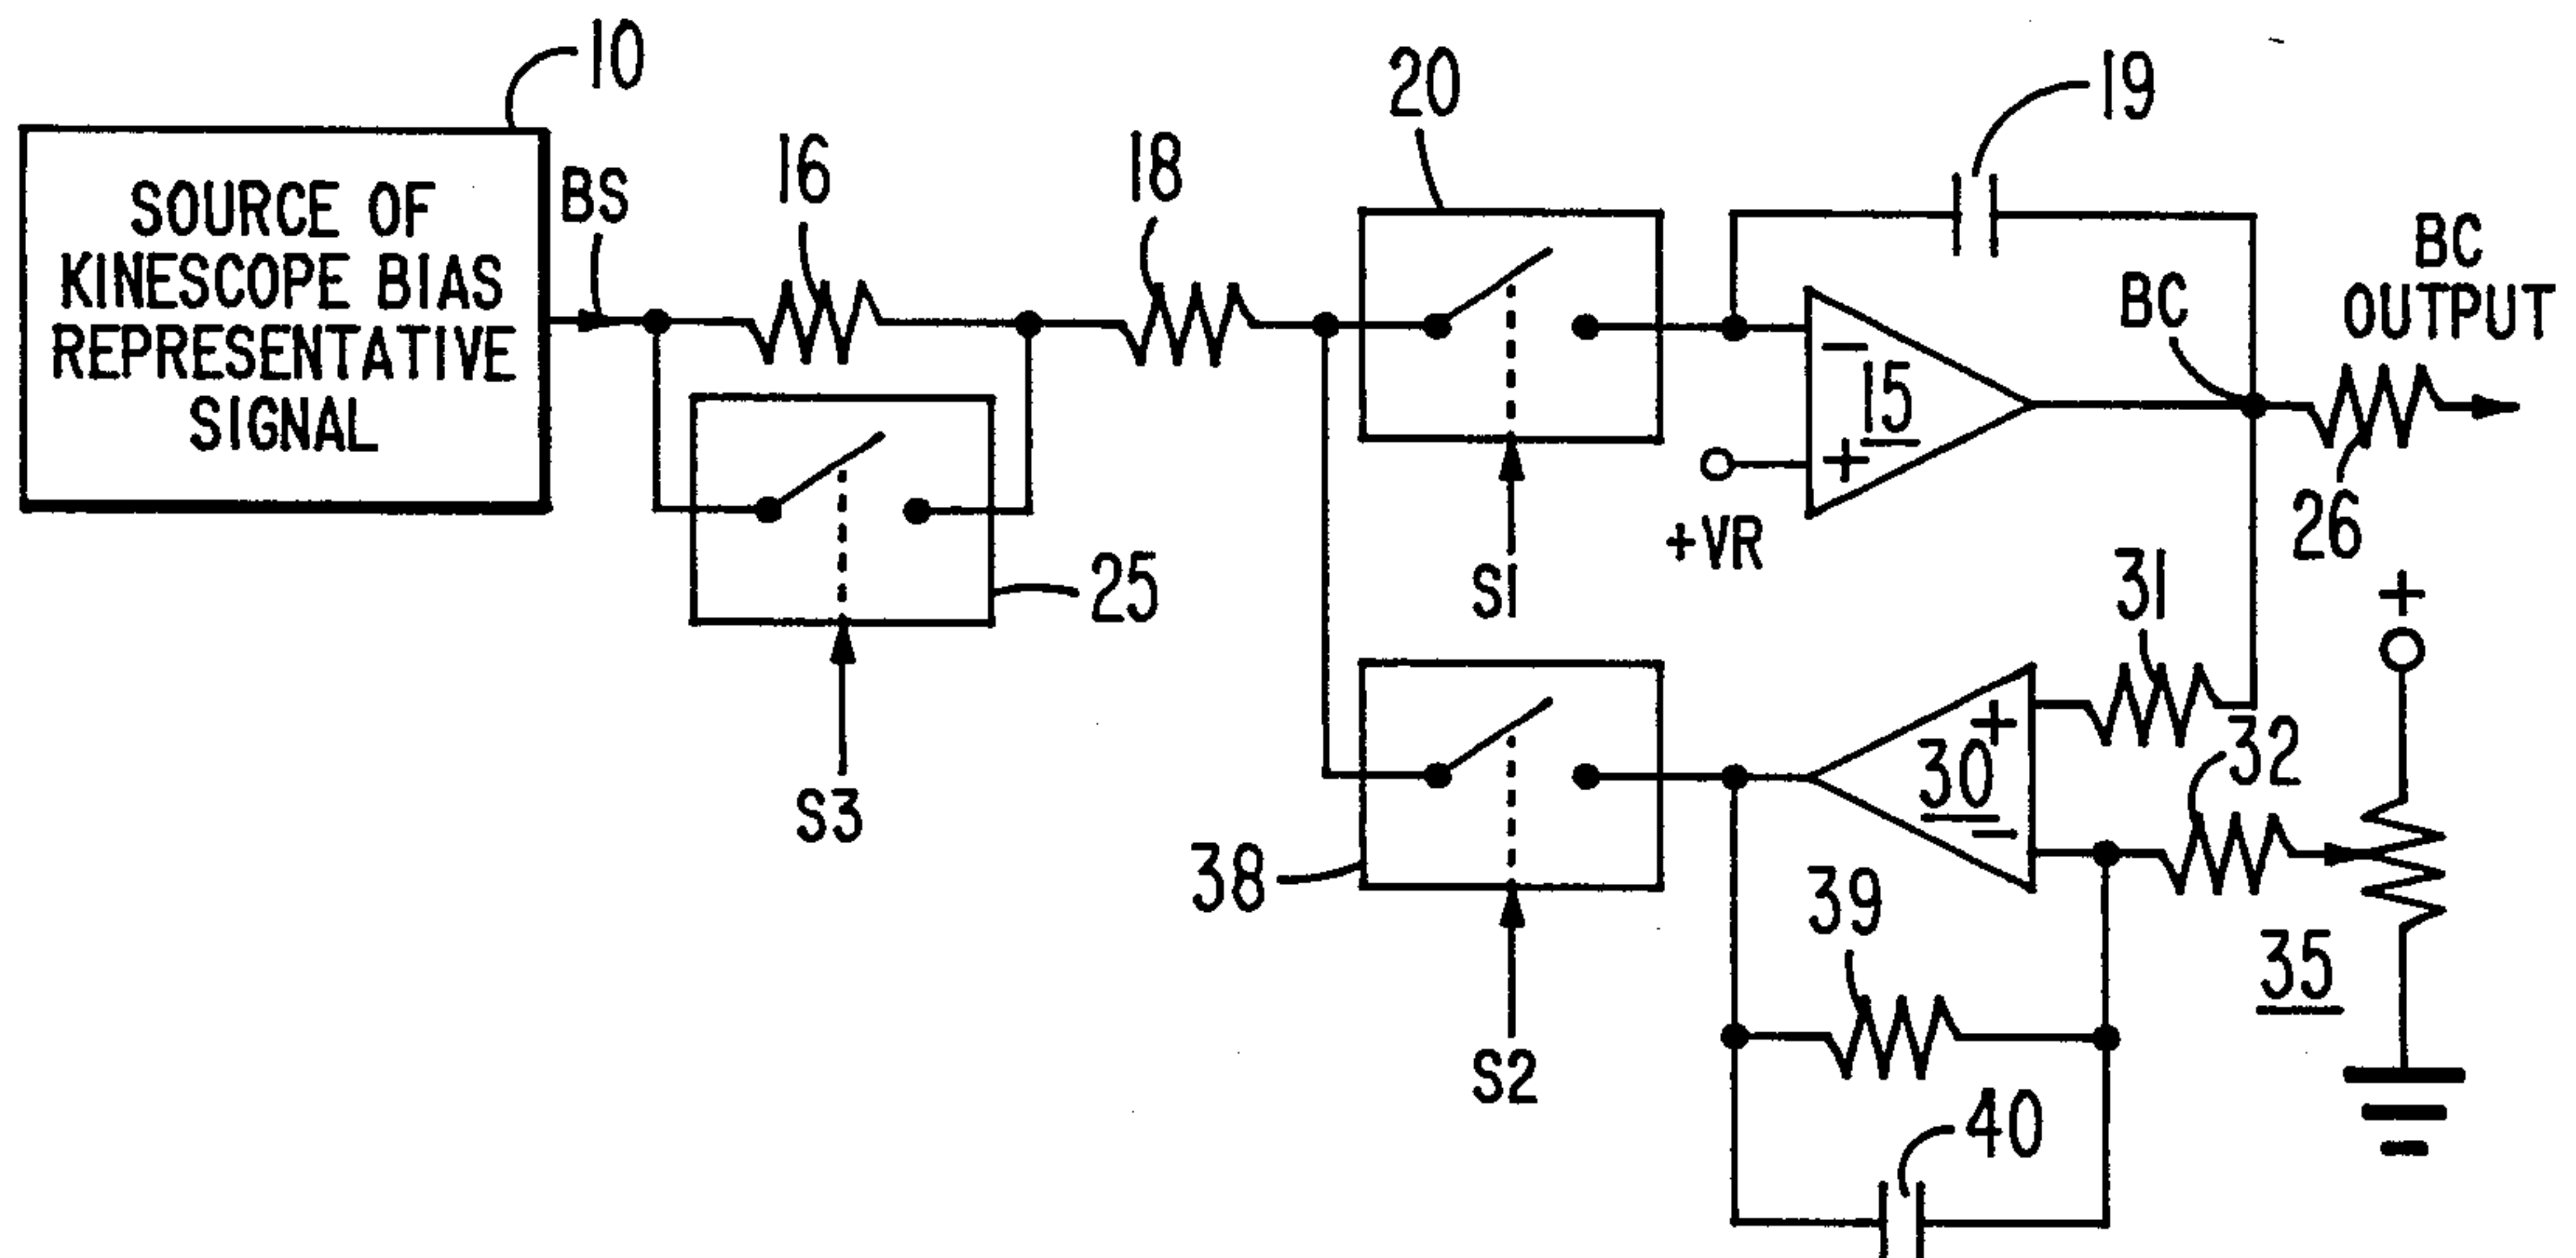 10
SOURCE OF
KINESCOPE BIAS
REPRESENTATIVE
SIGNAL
BS
16
18
20
19
BC
BC
OUTPUT
- 15
+
+VR
S1
26
25
S3
31
+
+
30
-
32
38
S2
39
35
40